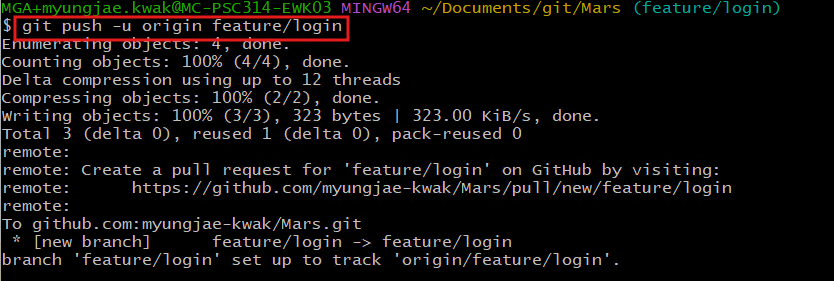 MGA+myungjae.kwak@MC-PSC314-EWK03 MINGW64 ~/Documents/git/Mars (feature/login)
$ git push -u origin feature/login
Enumerating objects: 4, done.
Counting objects: 100% (4/4), done.
Delta compression using up to 12 threads
Compressing objects: 100% (2/2), done.
Writing objects: 100% (3/3), 323 bytes | 323.00 KiB/s, done.
Total 3 (delta 0), reused 1 (delta 0), pack-reused 0
remote:
remote: Create a pull request for 'feature/login' on GitHub by visiting:
remote:      https://github.com/myungjae-kwak/Mars/pull/new/feature/login
remote:
To github.com:myungjae-kwak/Mars.git
 * [new branch]      feature/login -> feature/login
branch 'feature/login' set up to track 'origin/feature/login'.